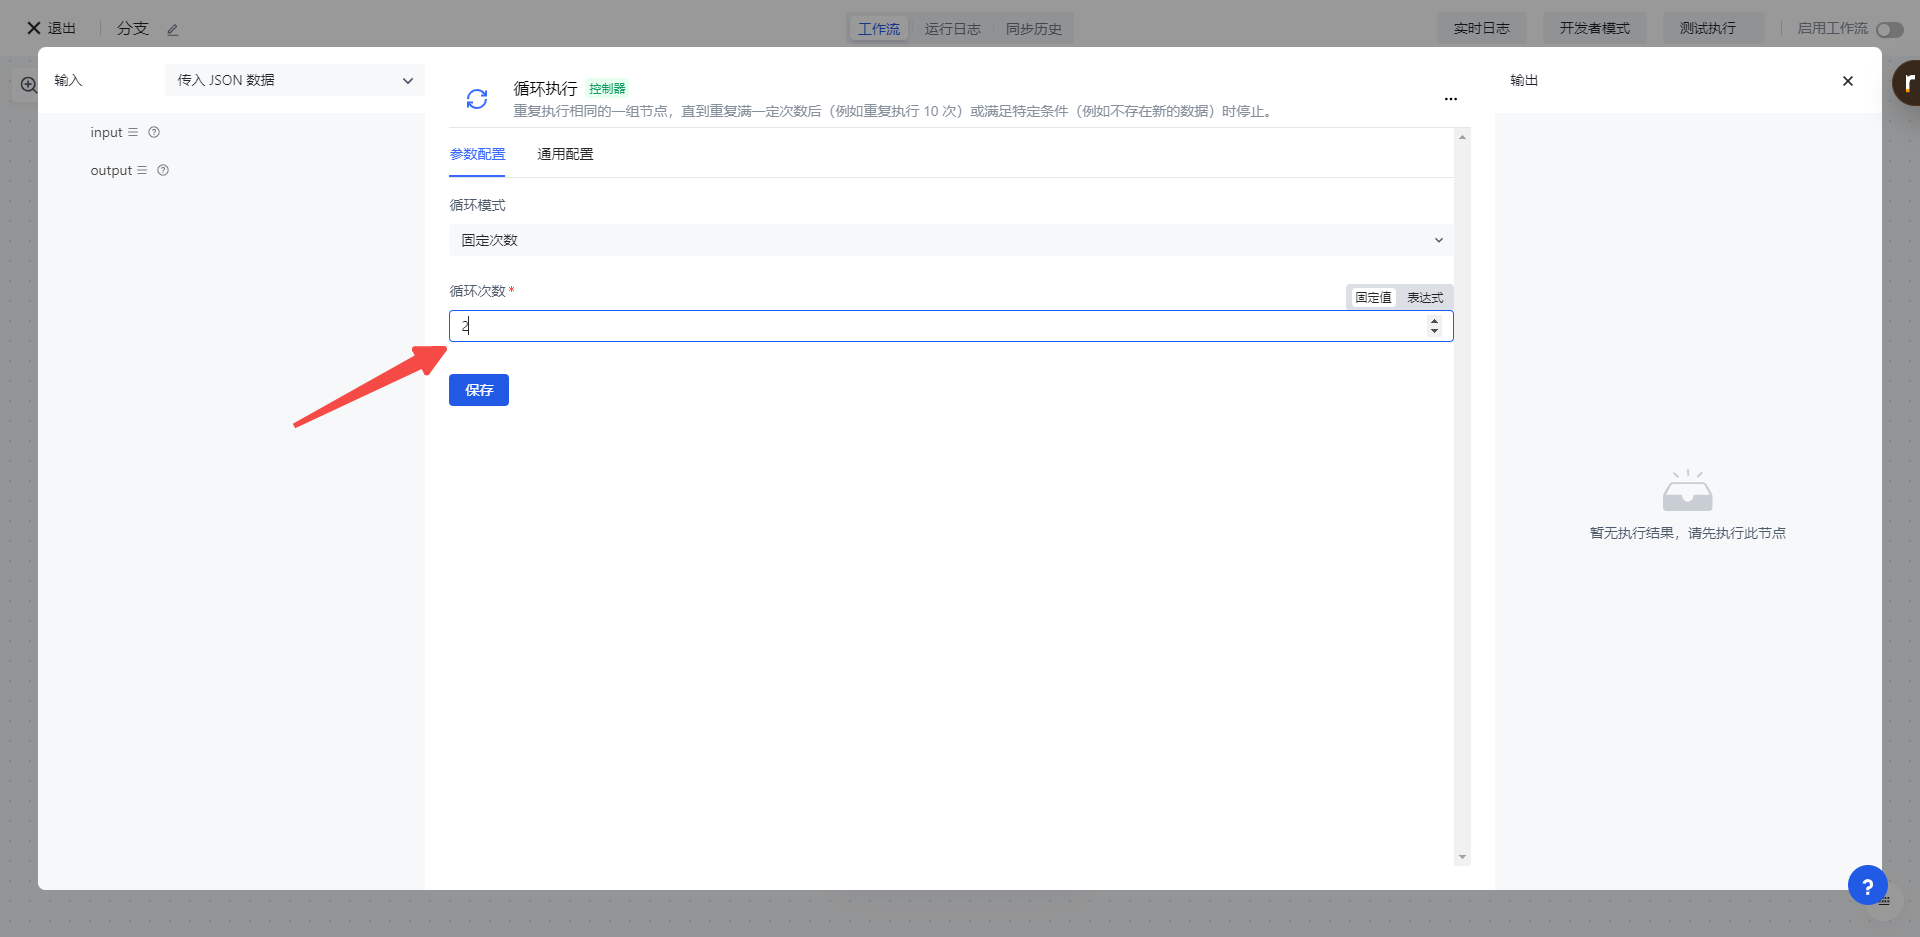 退出
分支
工作流
运行日志
同步历史
实时日志
开发者模式
测试执行
启用工作流
输入
传入 JSON 数据
input
output
循环执行 控制器
重复执行相同的一组节点，直到重复满一定次数后（例如重复执行 10 次）或满足特定条件（例如不存在新的数据）时停止。
参数配置
通用配置
循环模式
固定次数
循环次数 *
固定值
表达式
2
保存
输出
暂无执行结果，请先执行此节点
r
?